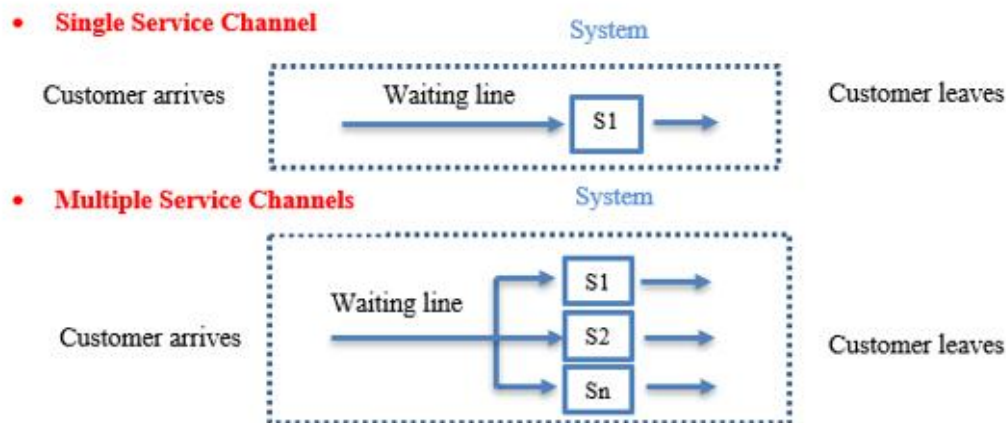 • Single Service Channel
System
Customer arrives
Waiting line
S1
Customer leaves
• Multiple Service Channels
System
Customer arrives
Waiting line
S1
S2
Sn
Customer leaves